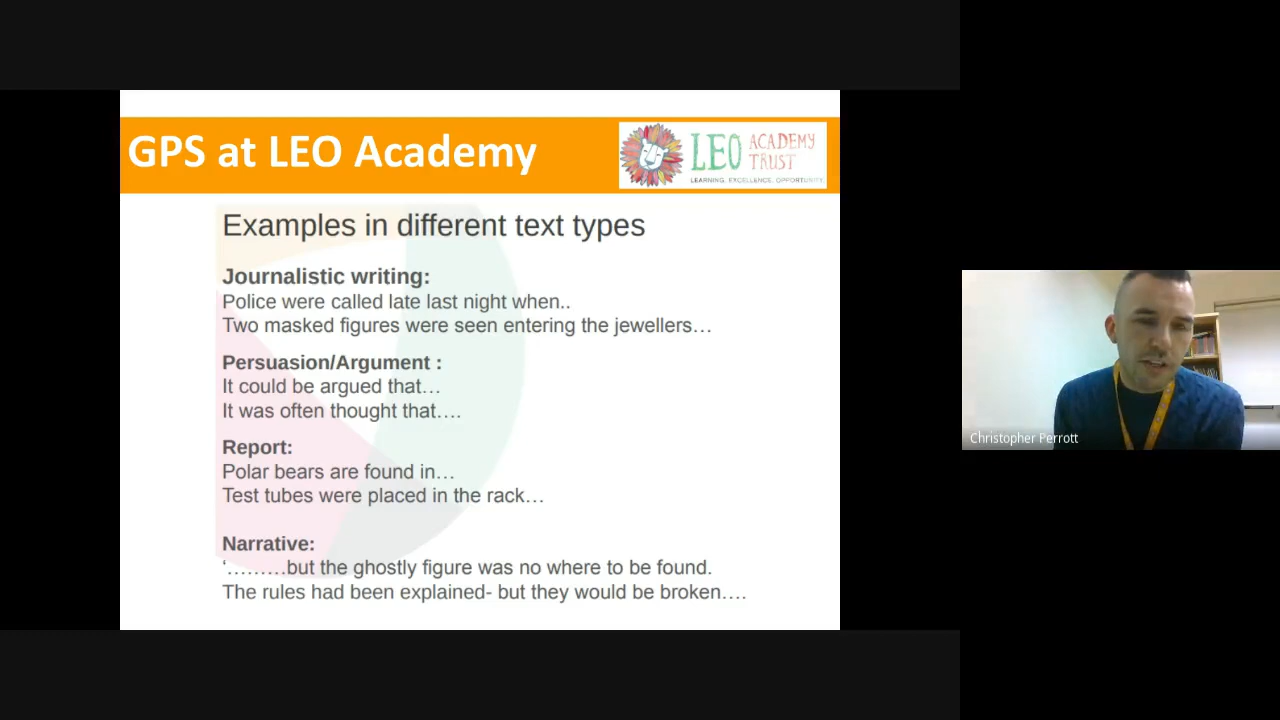 GPS at LEO Academy
LEO ACADEMY TRUST
LEARNING. EXCELLENCE. OPPORTUNITY.
Examples in different text types
Journalistic writing:
Police were called late last night when..
Two masked figures were seen entering the jewellers…
Persuasion/Argument :
It could be argued that…
It was often thought that….
Report:
Polar bears are found in…
Test tubes were placed in the rack…
Narrative:
‘………but the ghostly figure was no where to be found.
The rules had been explained- but they would be broken….
Christopher Perrott